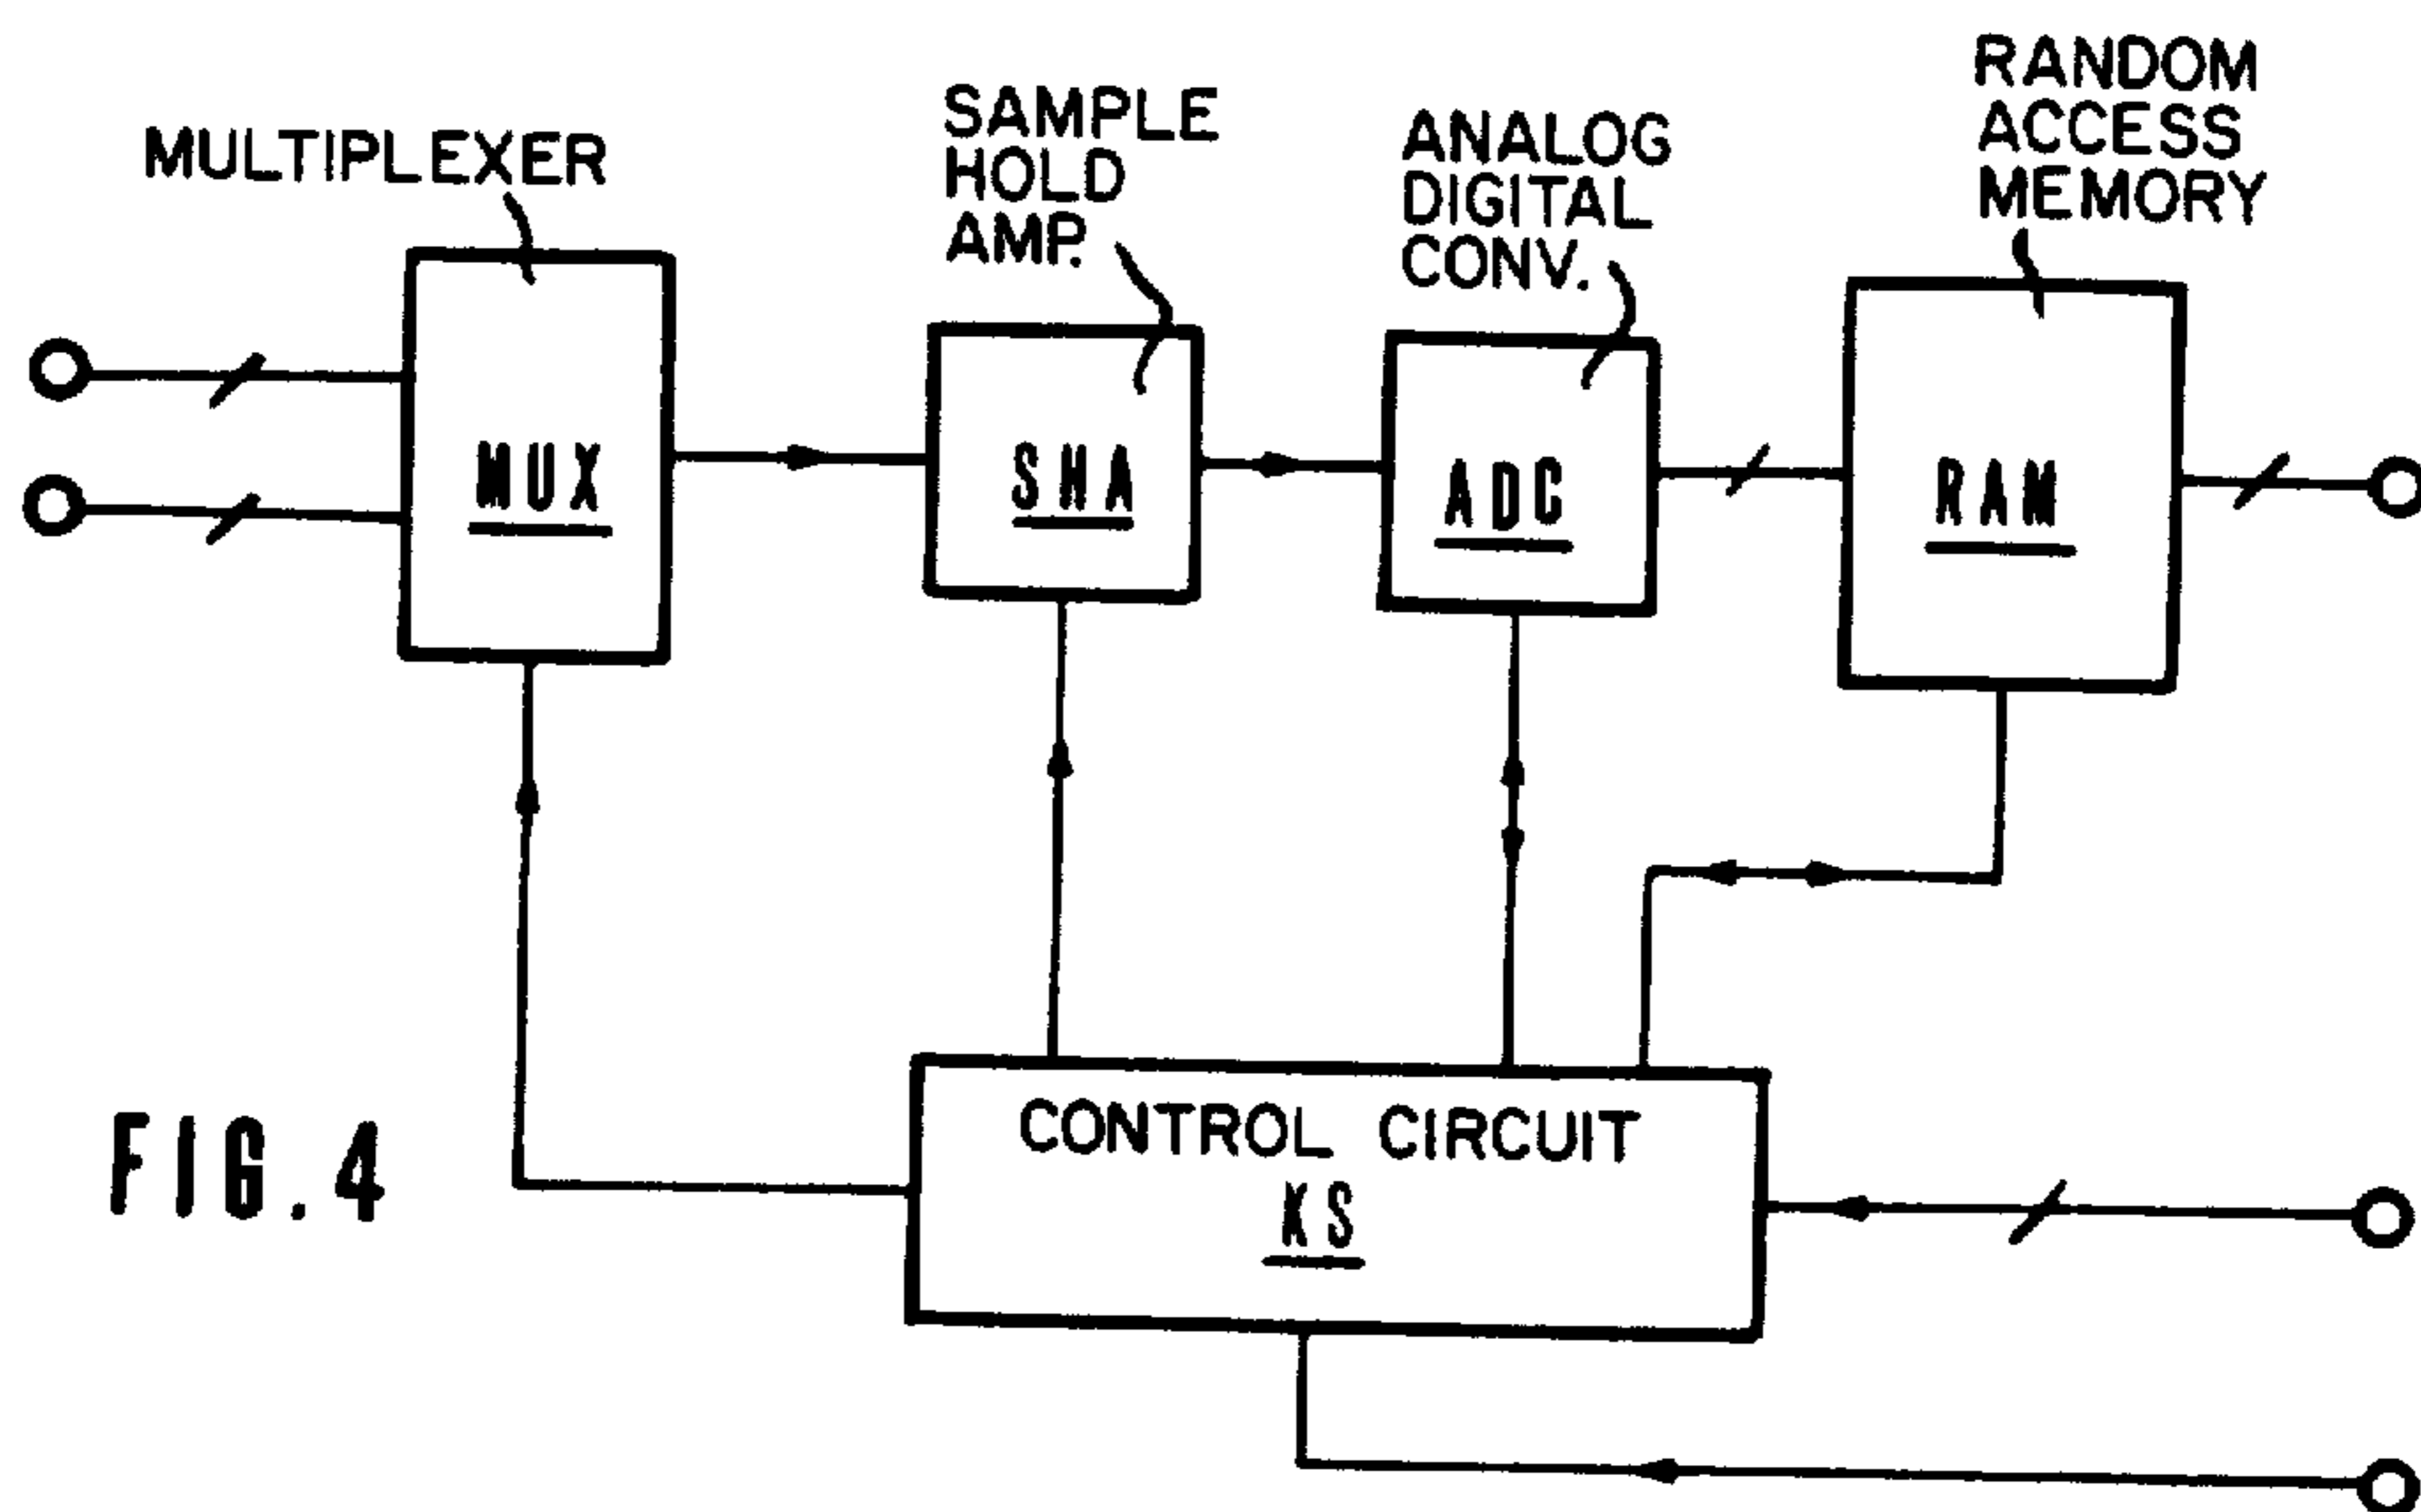 MULTIPLEXER
SAMPLE
HOLD
AMP.
ANALOG
DIGITAL
CONV.
RANDOM
ACCESS
MEMORY
MUX
SHA
ADC
RAM
CONTROL CIRCUIT
KS
FIG. 4